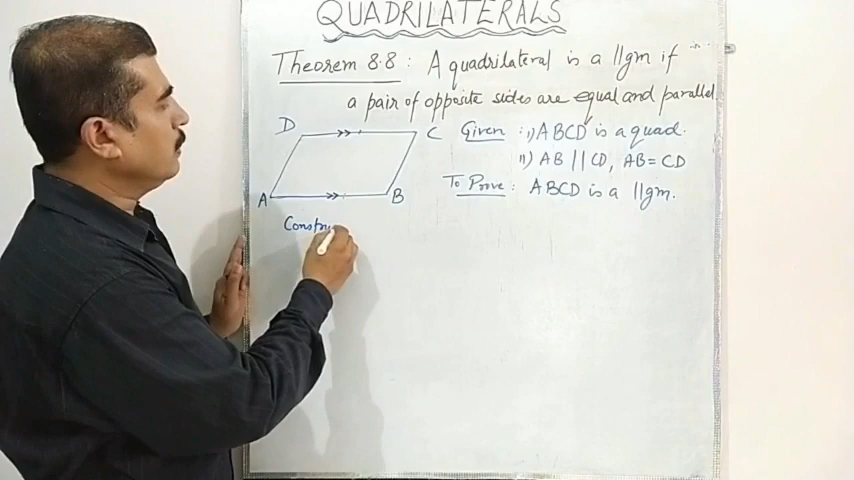 QUADRILATERALS
Theorem 8.8 : A quadrilateral is a llgm if
a pair of opposite sides are equal and parallel.
D
C
Given : i) ABCD is a quad.
ii) AB || CD, AB = CD
A
B
To Prove : ABCD is a llgm.
Constru